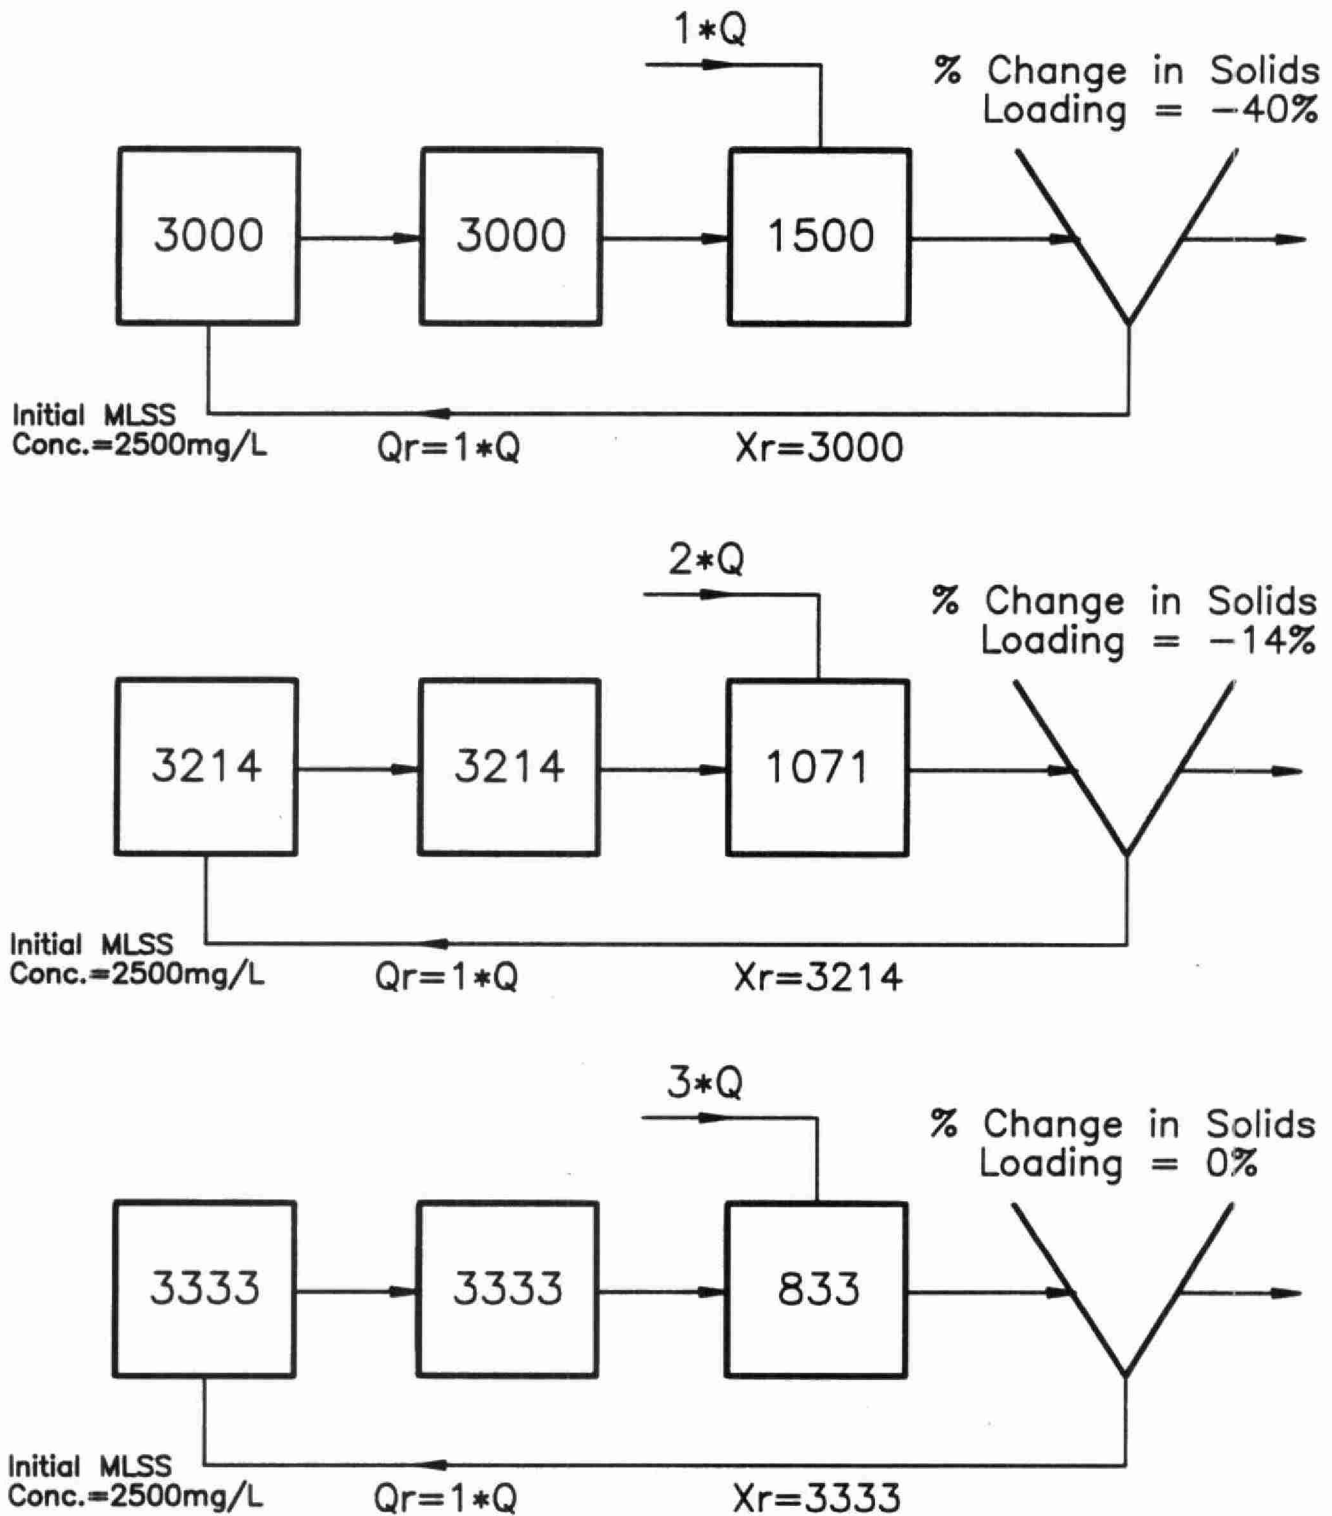 1*Q
% Change in Solids
Loading = -40%
3000
3000
1500
Initial MLSS
Conc.=2500mg/L
Qr=1*Q
Xr=3000
2*Q
% Change in Solids
Loading = -14%
3214
3214
1071
Initial MLSS
Conc.=2500mg/L
Qr=1*Q
Xr=3214
3*Q
% Change in Solids
Loading = 0%
3333
3333
833
Initial MLSS
Conc.=2500mg/L
Qr=1*Q
Xr=3333